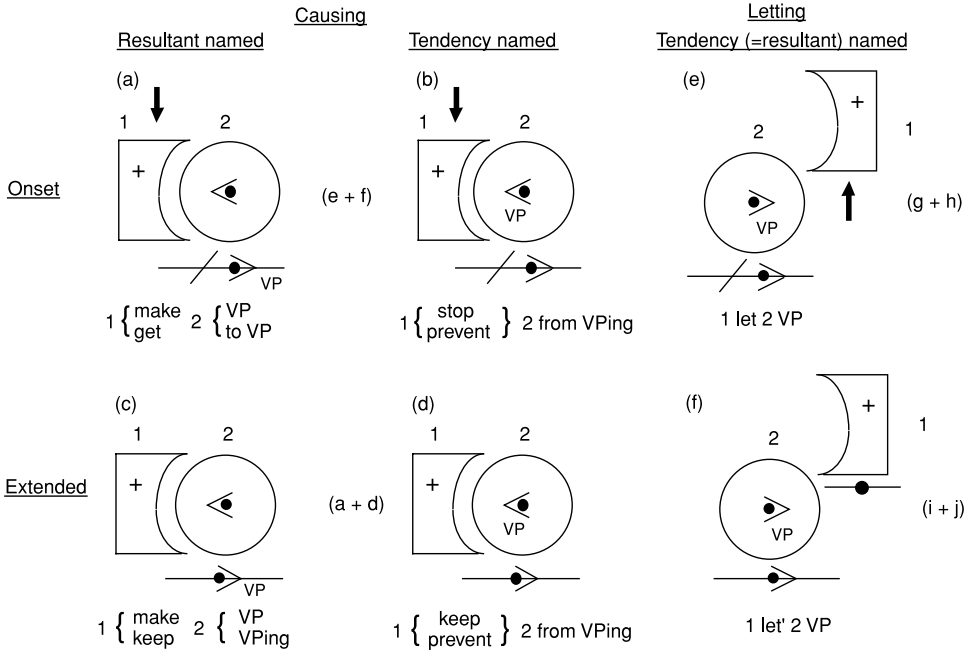 Causing Letting
Resultant named Tendency named Tendency (=resultant) named
(a) (b) (e)
1 2 1 2 2 1
+ + +
Onset (e + f) VP VP (g + h)
VP
1 { make 2 { VP
get to VP
1 { stop } 2 from VPing
prevent
1 let 2 VP
(c) (d) (f)
1 2 1 2 2 1
+ + +
Extended (a + d) VP VP (i + j)
VP
1 { make 2 { VP
keep VPing
1 { keep } 2 from VPing
prevent
1 let' 2 VP